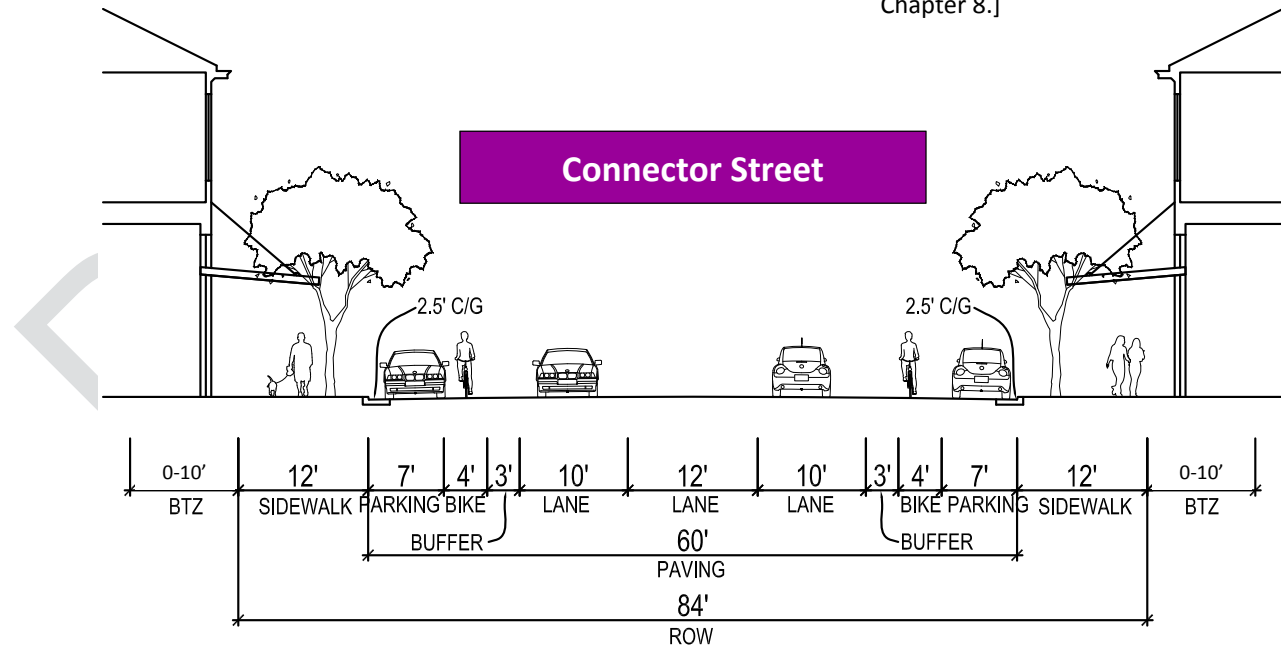 Chapter 8.]
Connector Street
2.5' C/G 2.5' C/G
0-10’ 12' 7' 4' 3' 10' 12' 10' 3' 4' 7' 12' 0-10’
BTZ SIDEWALK PARKING BIKE LANE LANE LANE BIKE PARKING SIDEWALK BTZ
BUFFER 60' BUFFER
PAVING
84'
ROW